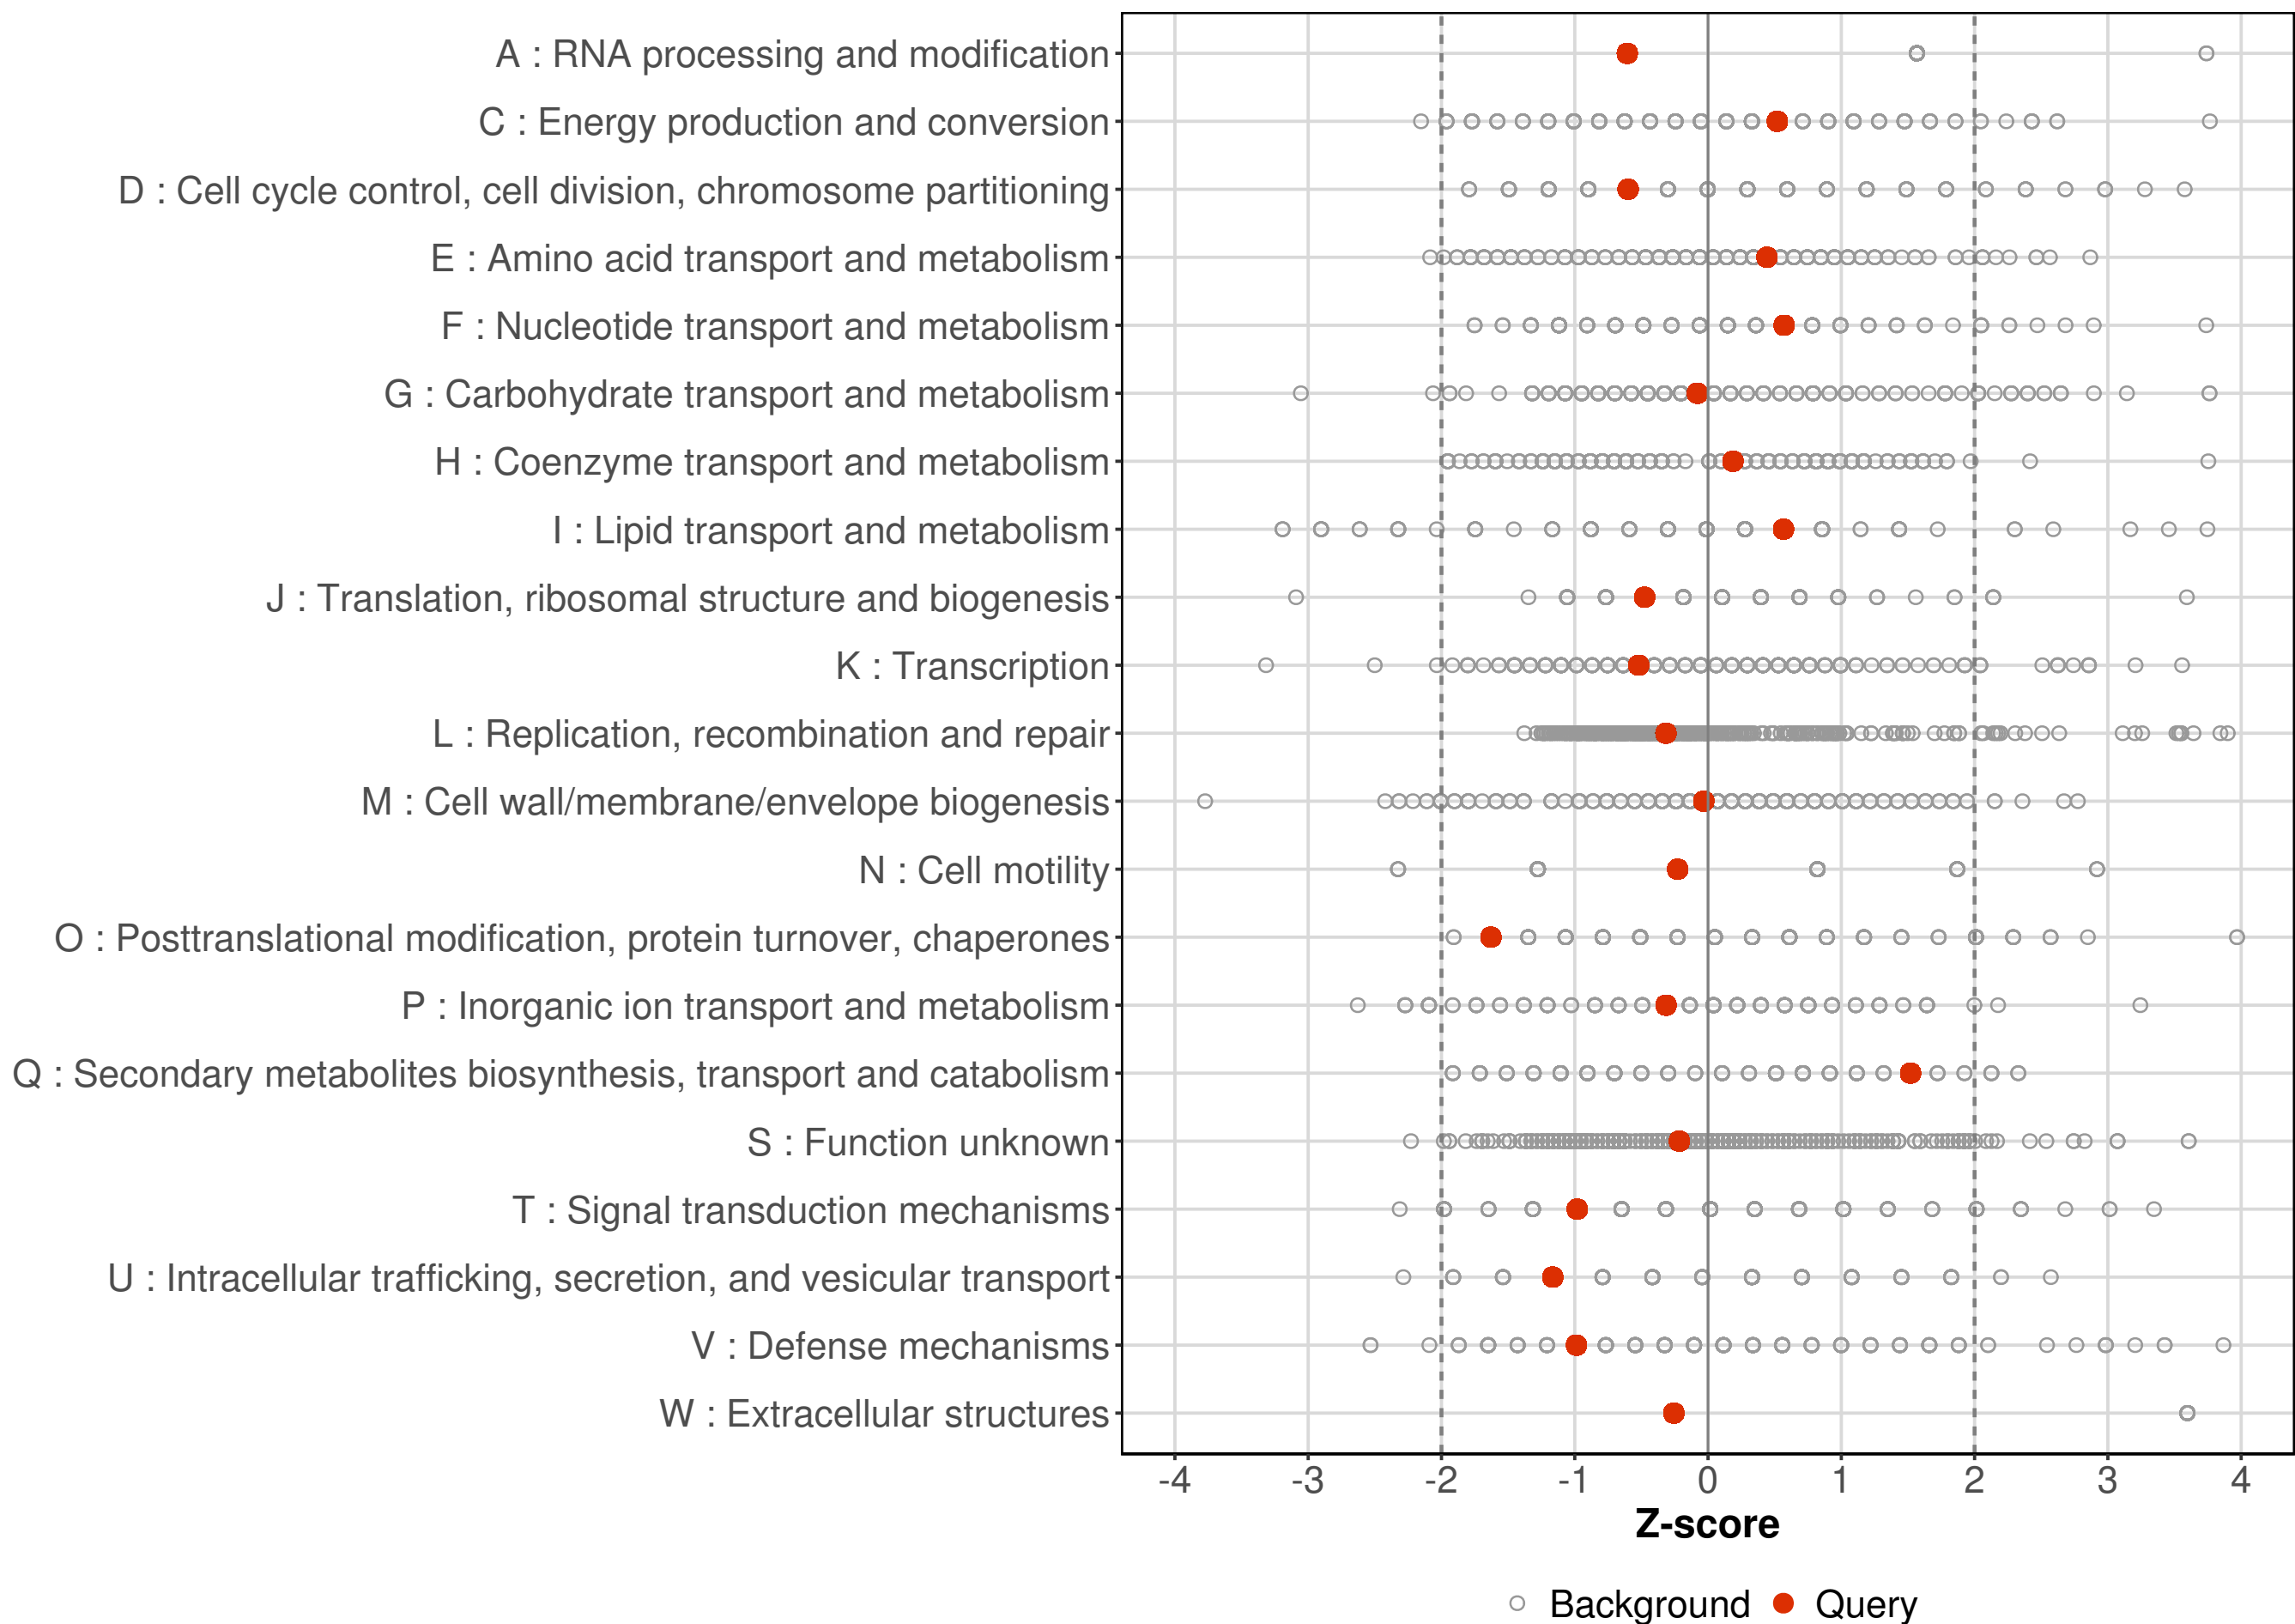 A : RNA processing and modification
C : Energy production and conversion
D : Cell cycle control, cell division, chromosome partitioning
E : Amino acid transport and metabolism
F : Nucleotide transport and metabolism
G : Carbohydrate transport and metabolism
H : Coenzyme transport and metabolism
I : Lipid transport and metabolism
J : Translation, ribosomal structure and biogenesis
K : Transcription
L : Replication, recombination and repair
M : Cell wall/membrane/envelope biogenesis
N : Cell motility
O : Posttranslational modification, protein turnover, chaperones
P : Inorganic ion transport and metabolism
Q : Secondary metabolites biosynthesis, transport and catabolism
S : Function unknown
T : Signal transduction mechanisms
U : Intracellular trafficking, secretion, and vesicular transport
V : Defense mechanisms
W : Extracellular structures
-4 -3 -2 -1 0 1 2 3 4
Z-score
Background Query